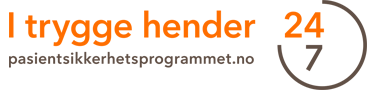 I trygge hender 24
7
pasientsikkerhetsprogrammet.no